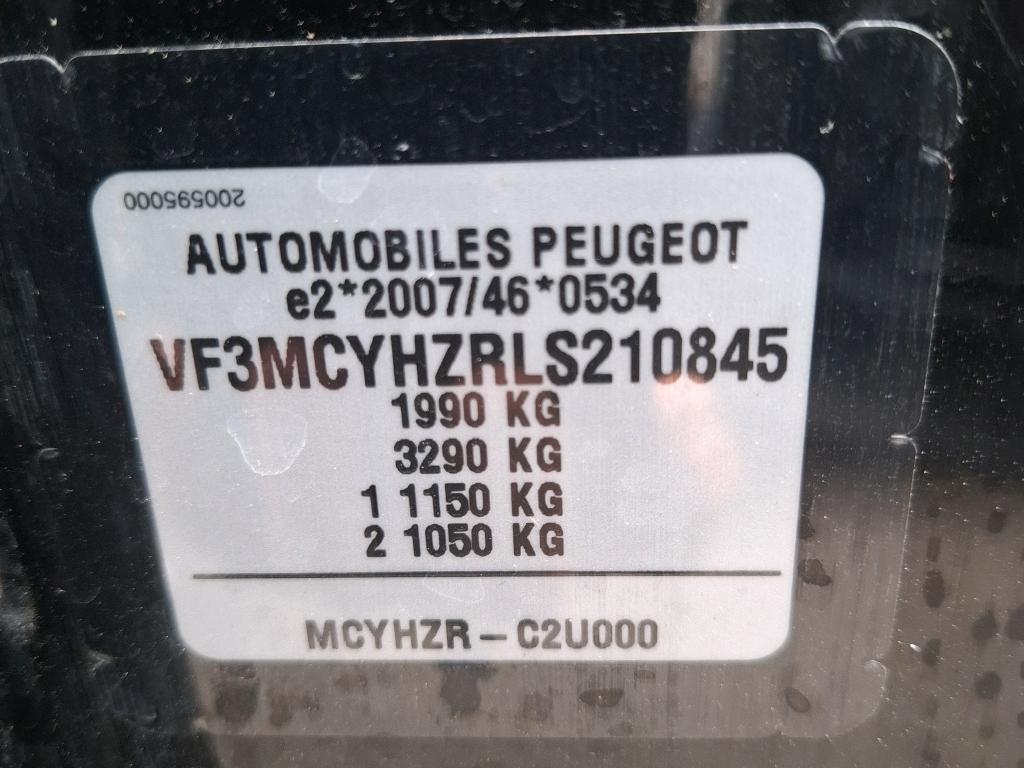 200595000
AUTOMOBILES PEUGEOT
e2*2007/46*0534
VF3MCYHZRLS210845
1990 KG
3290 KG
1 1150 KG
2 1050 KG
MCYHZR – C2U000